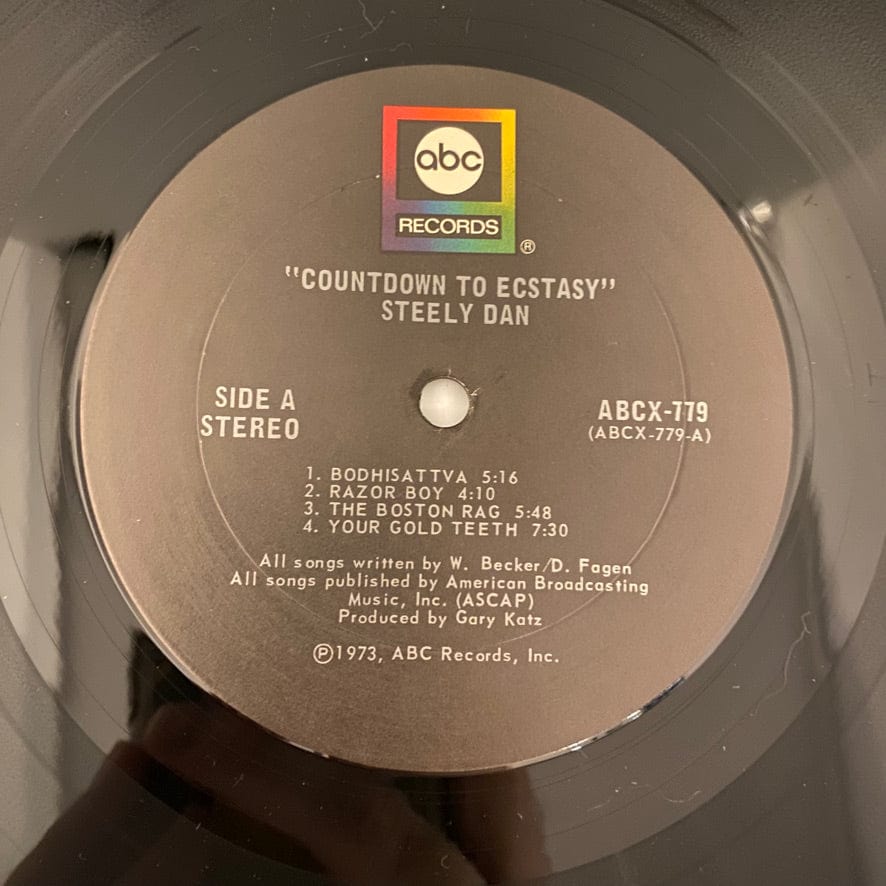 abc
RECORDS
®
"COUNTDOWN TO ECSTASY"
STEELY DAN
SIDE A
STEREO
ABCX-779
(ABCX-779-A)
1. BODHISATTVA 5:16
2. RAZOR BOY 4:10
3. THE BOSTON RAG 5:48
4. YOUR GOLD TEETH 7:30
All songs written by W. Becker/D. Fagen
All songs published by American Broadcasting
Music, Inc. (ASCAP)
Produced by Gary Katz
℗1973, ABC Records, Inc.